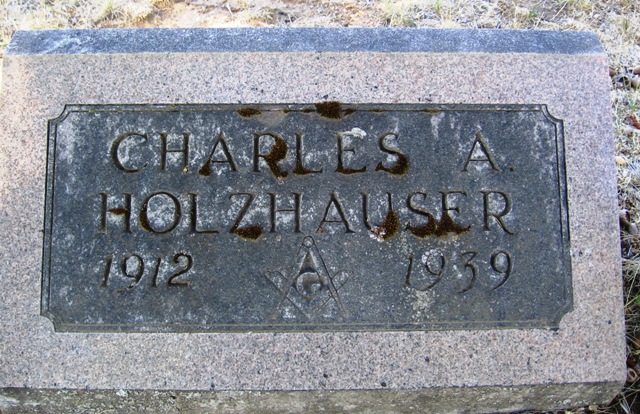 CHARLES A.
HOLZHAUSER
1912 G 1939